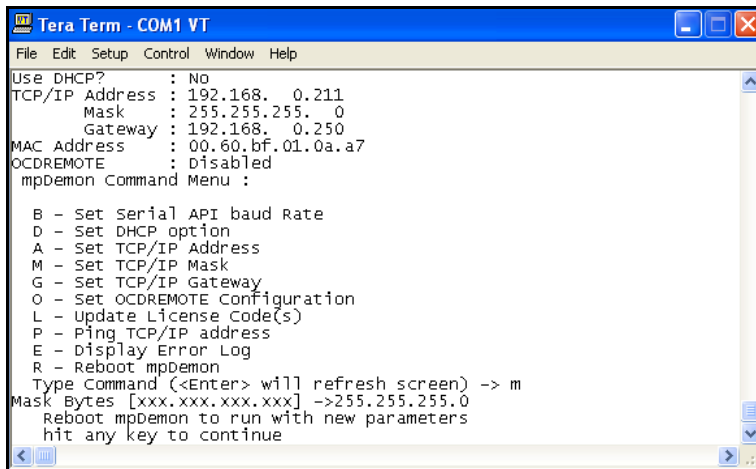 Tera Term - COM1 VT
File Edit Setup Control Window Help
Use DHCP? : No
TCP/IP Address : 192.168. 0.211
Mask : 255.255.255. 0
Gateway : 192.168. 0.250
MAC Address : 00.60.bf.01.0a.a7
OCDREMOTE : Disabled
mpDemon Command Menu :
B - Set Serial API baud Rate
D - Set DHCP option
A - Set TCP/IP Address
M - Set TCP/IP Mask
G - Set TCP/IP Gateway
O - Set OCDREMOTE Configuration
L - Update License Code(s)
P - Ping TCP/IP address
E - Display Error Log
R - Reboot mpDemon
Type Command (<Enter> will refresh screen) -> m
Mask Bytes [xxx.xxx.xxx.xxx] ->255.255.255.0
Reboot mpDemon to run with new parameters
hit any key to continue